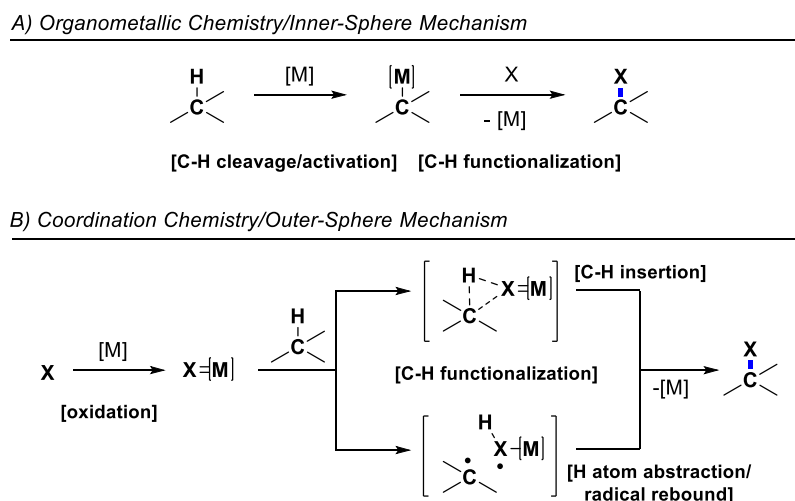 A) Organometallic Chemistry/Inner-Sphere Mechanism
H
C
[M]
[M]
C
X
- [M]
X
C
[C-H cleavage/activation] [C-H functionalization]
B) Coordination Chemistry/Outer-Sphere Mechanism
H
C
X=[M]
[C-H insertion]
H
C
X
[M]
X=[M]
[oxidation]
[C-H functionalization]
-[M]
X
C
H
X-[M]
C
[H atom abstraction/
radical rebound]